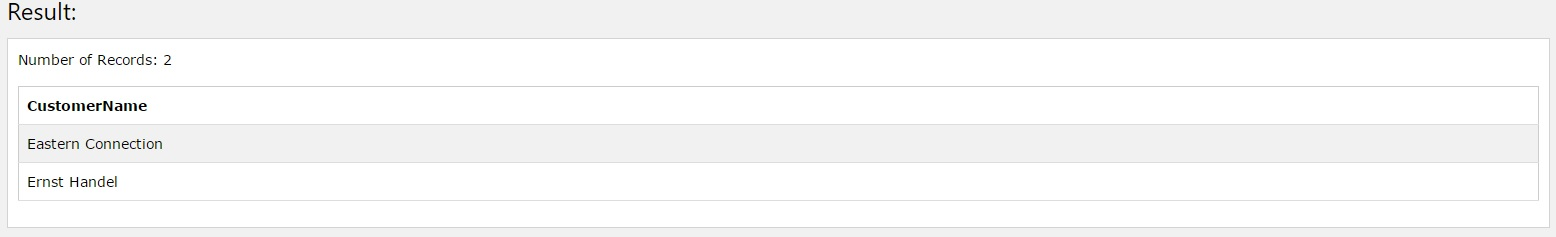 Result:
Number of Records: 2
CustomerName
Eastern Connection
Ernst Handel